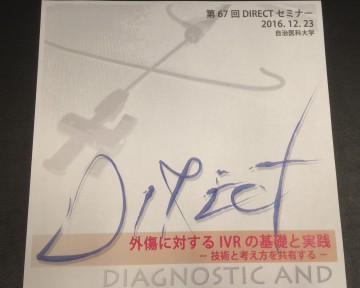 第67回 DIRECT セミナー
2016. 12. 23
自治医科大学
DIRect
外傷に対する IVR の基礎と実践
− 技術と考え方を共有する −
DIAGNOSTIC AND